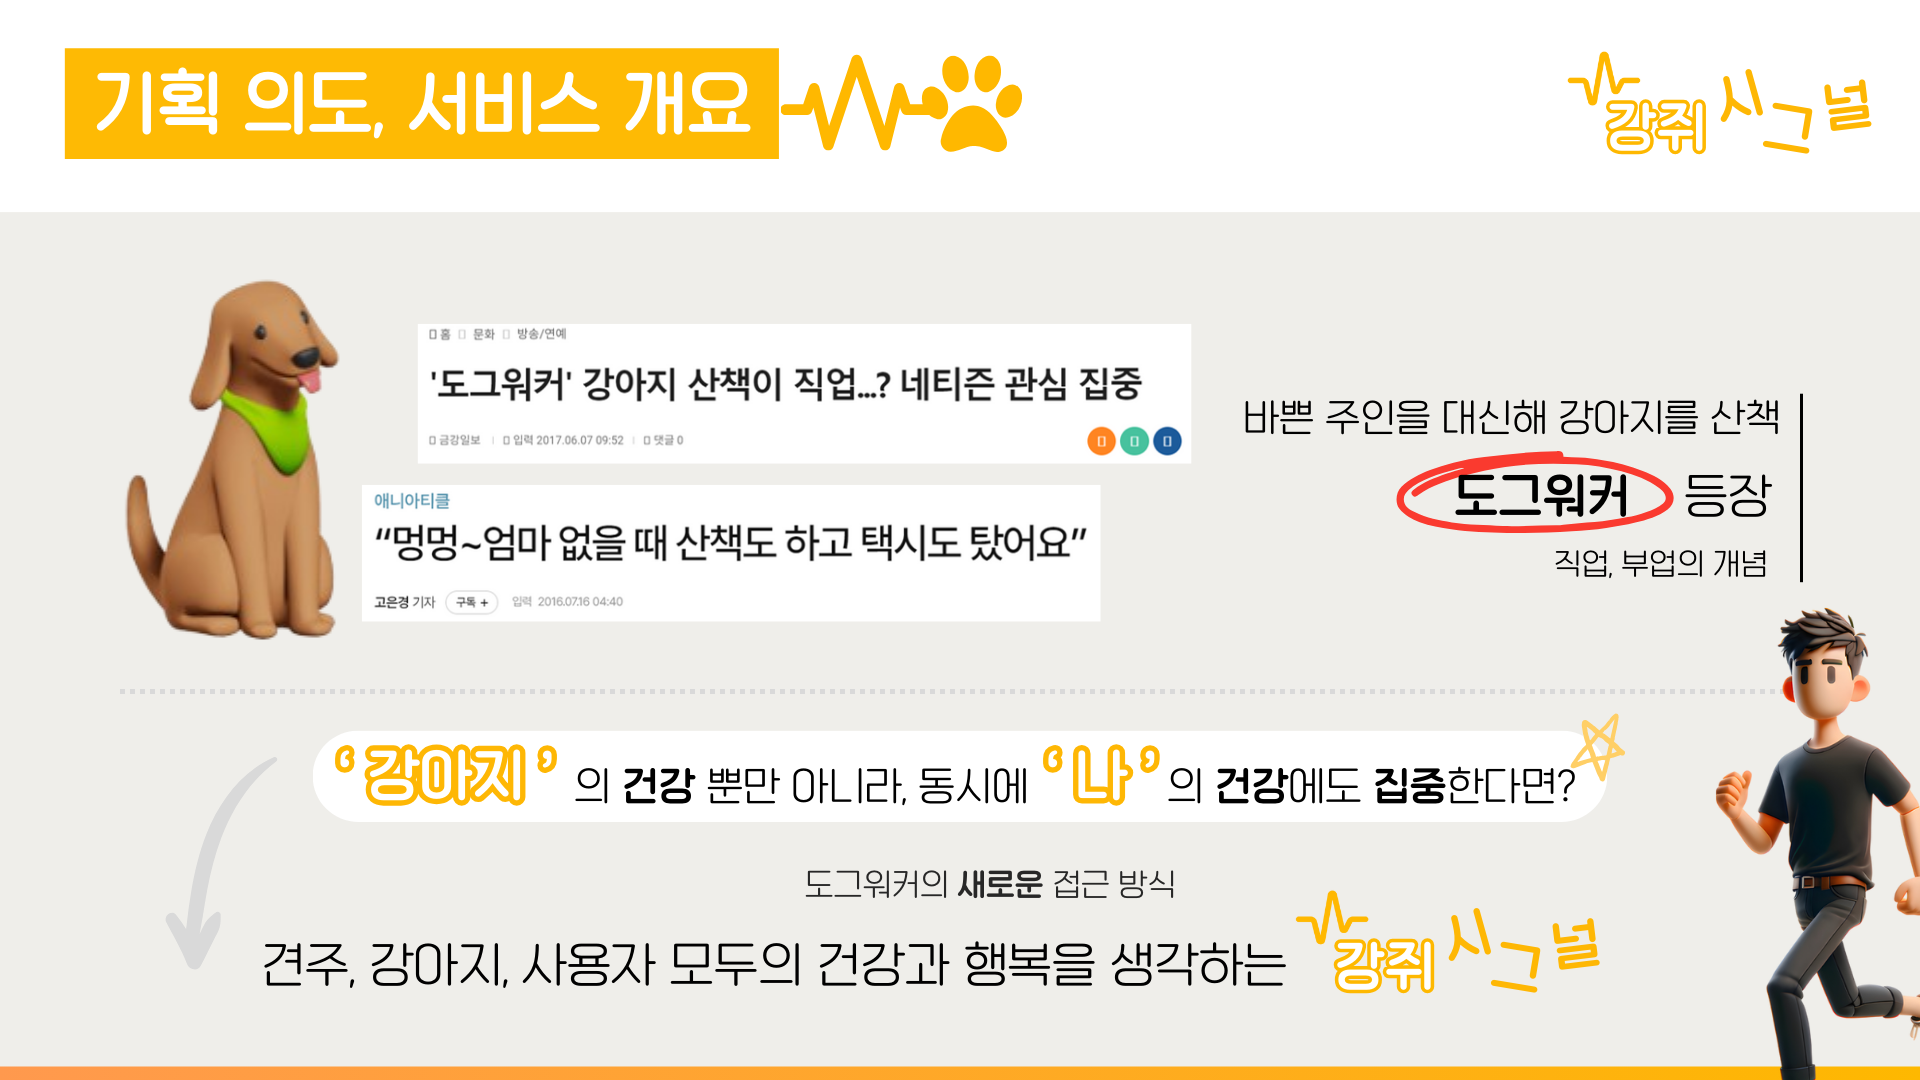 기획 의도, 서비스 개요
강쥐시그널
홈 문화 방송/연예
'도그워커' 강아지 산책이 직업...? 네티즌 관심 집중
금강일보 | 입력 2017.06.07 09:52 | 댓글 0
애니아티클
“멍멍~엄마 없을 때 산책도 하고 택시도 탔어요”
고은경 기자 구독 + 입력 2016.07.16 04:40
바쁜 주인을 대신해 강아지를 산책
도그워커 등장
직업, 부업의 개념
‘강아지’의 건강 뿐만 아니라, 동시에 ‘나’의 건강에도 집중한다면?
도그워커의 새로운 접근 방식
견주, 강아지, 사용자 모두의 건강과 행복을 생각하는 강쥐시그널